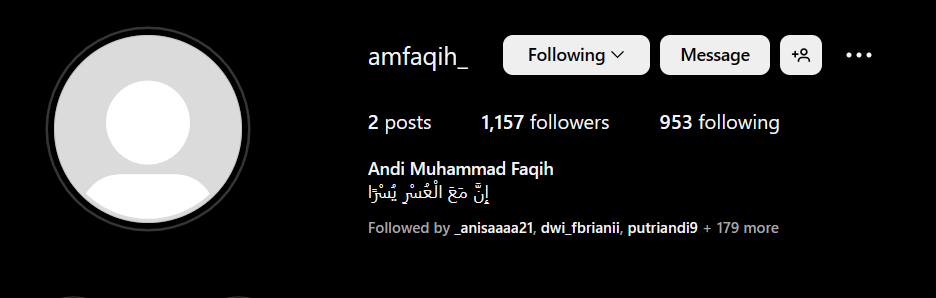 amfaqih_ Following Message
2 posts 1,157 followers 953 following
Andi Muhammad Faqih
إِنَّ مَعَ الْعُسْرِ يُسْرًا
Followed by _anisaaaa21, dwi_fbrianii, putriandi9 + 179 more